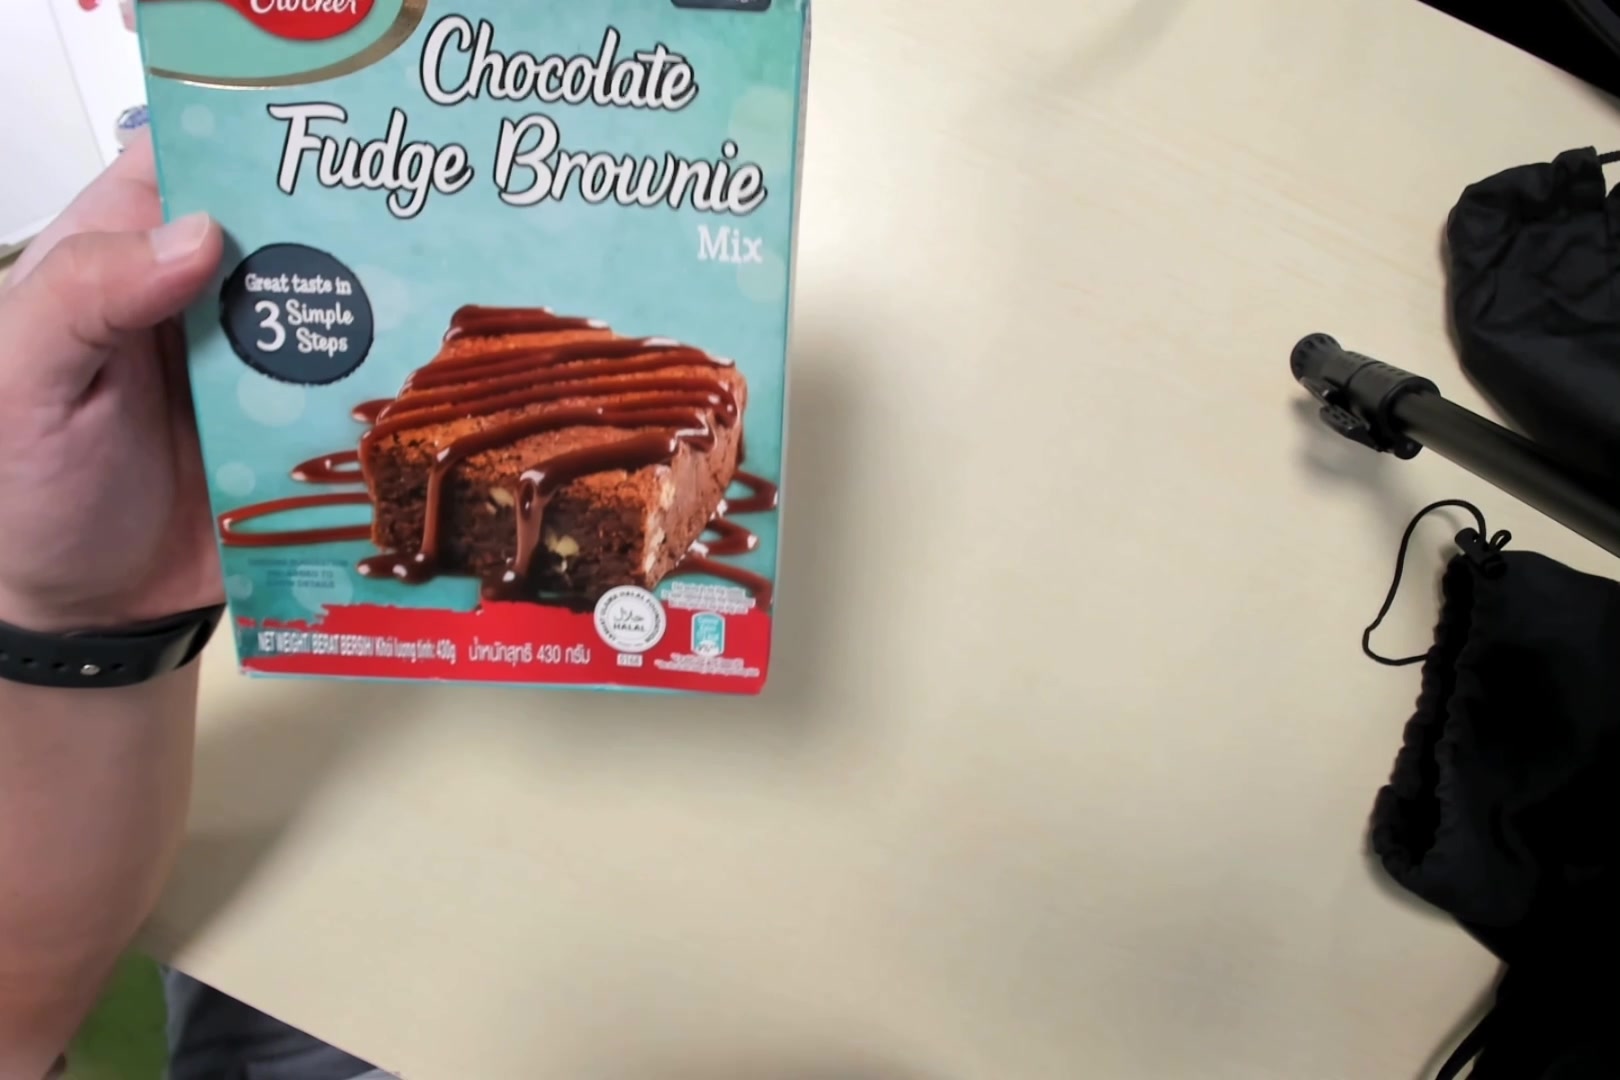 Crocker
Chocolate
Fudge Brownie
Mix
Great taste in
3 Simple
Steps
NET WEIGHT/ BERAT BERSIH/ Khối lượng tịnh: 430g น้ำหนักสุทธิ 430 กรัม
HALAL